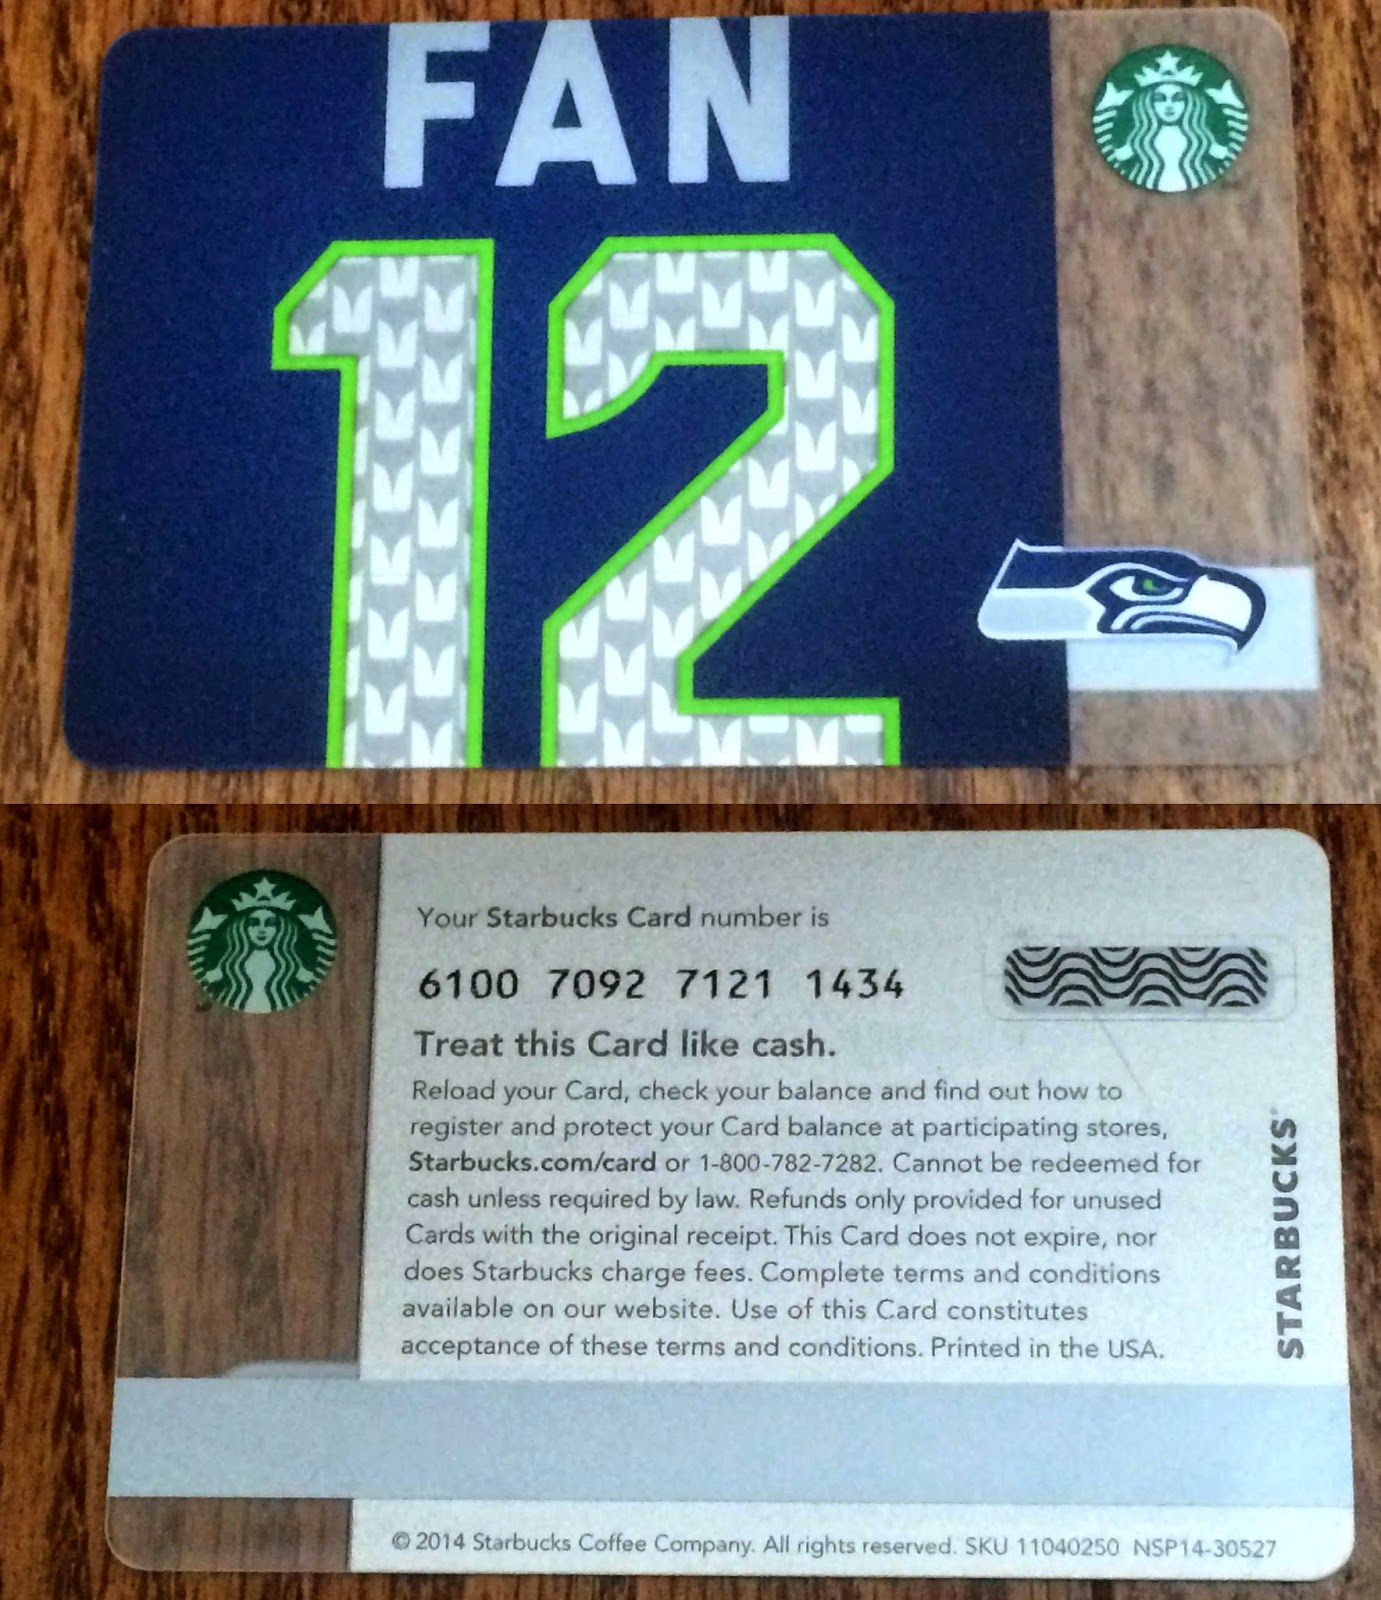 FAN
12
Your Starbucks Card number is
6100 7092 7121 1434
Treat this Card like cash.
Reload your Card, check your balance and find out how to
register and protect your Card balance at participating stores,
Starbucks.com/card or 1-800-782-7282. Cannot be redeemed for
cash unless required by law. Refunds only provided for unused
Cards with the original receipt. This Card does not expire, nor
does Starbucks charge fees. Complete terms and conditions
available on our website. Use of this Card constitutes
acceptance of these terms and conditions. Printed in the USA.
STARBUCKS®
© 2014 Starbucks Coffee Company. All rights reserved. SKU 11040250 NSP14-30527